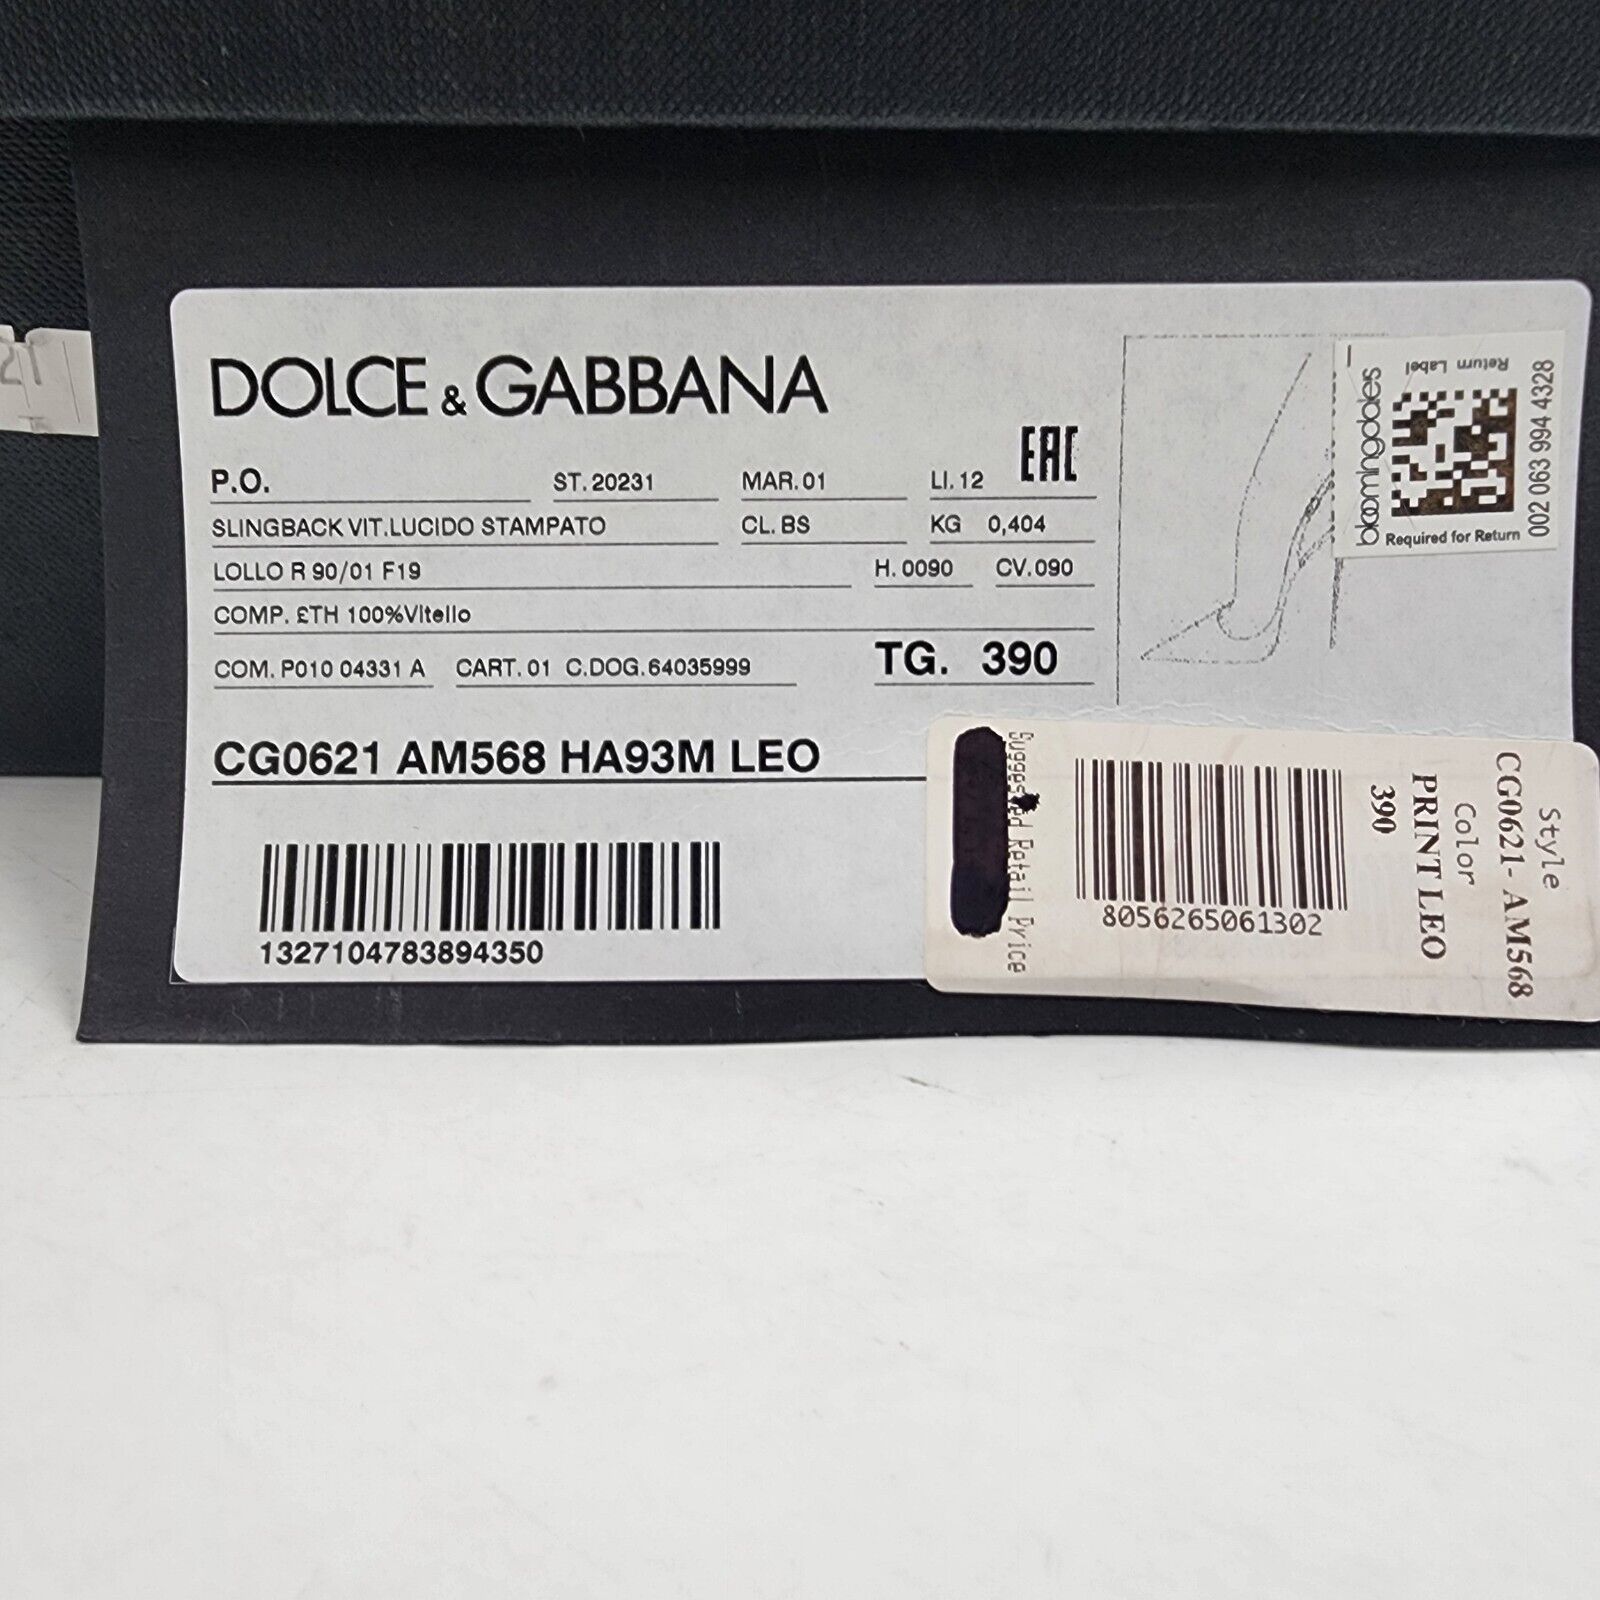 DOLCE & GABBANA
P.O.
ST. 20231
MAR. 01
LI. 12
EAC
SLINGBACK VIT.LUCIDO STAMPATO
CL. BS
KG 0,404
LOLLO R 90/01 F19
H. 0090
CV. 090
COMP. £TH 100%Vitello
COM. P010 04331 A
CART. 01 C.DOG. 64035999
TG. 390
CG0621 AM568 HA93M LEO
1327104783894350
bloomingdales
Return Label
Required for Return
002 063 994 4328
Style
CG0621- AM568
Color
PRINT LEO
390
8056265061302
Suggested Retail Price
21